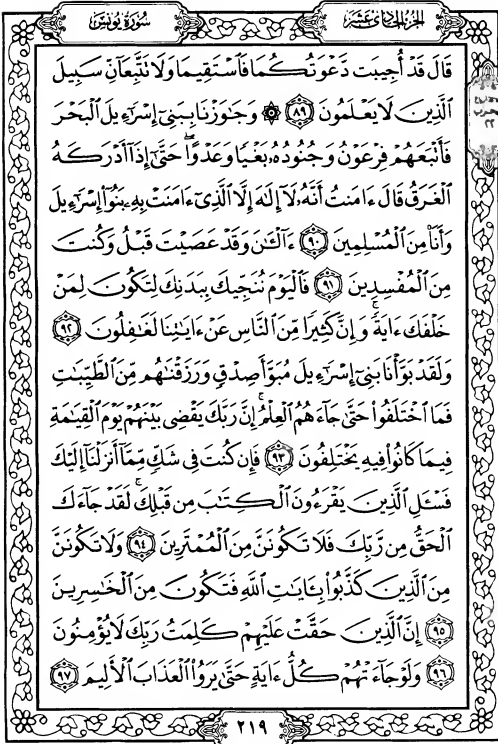 سُورَةُ يُونُس
الجزء الحادى عشر
قَالَ قَدْ أُجِيبَت دَّعْوَتُكُمَا فَٱسْتَقِيمَا وَلَا تَتَّبِعَآنِّ سَبِيلَ
ٱلَّذِينَ لَا يَعْلَمُونَ ﴿٨٩﴾ ۞ وَجَٰوَزْنَا بِبَنِىٓ إِسْرَٰٓءِيلَ ٱلْبَحْرَ
فَأَتْبَعَهُمْ فِرْعَوْنُ وَجُنُودُهُۥ بَغْيًا وَعَدْوًا ۖ حَتَّىٰٓ إِذَآ أَدْرَكَهُ
ٱلْغَرَقُ قَالَ ءَامَنتُ أَنَّهُۥ لَآ إِلَٰهَ إِلَّا ٱلَّذِىٓ ءَامَنَتْ بِهِۦ بَنُوٓا۟ إِسْرَٰٓءِيلَ
وَأَنَا۠ مِنَ ٱلْمُسْلِمِينَ ﴿٩٠﴾ ءَآلْـَٰٔنَ وَقَدْ عَصَيْتَ قَبْلُ وَكُنتَ
مِنَ ٱلْمُفْسِدِينَ ﴿٩١﴾ فَٱلْيَوْمَ نُنَجِّيكَ بِبَدَنِكَ لِتَكُونَ لِمَنْ
خَلْفَكَ ءَايَةً ۚ وَإِنَّ كَثِيرًا مِّنَ ٱلنَّاسِ عَنْ ءَايَٰتِنَا لَغَٰفِلُونَ ﴿٩٢﴾
وَلَقَدْ بَوَّأْنَا بَنِىٓ إِسْرَٰٓءِيلَ مُبَوَّأَ صِدْقٍ وَرَزَقْنَٰهُم مِّنَ ٱلطَّيِّبَٰتِ
فَمَا ٱخْتَلَفُوا۟ حَتَّىٰ جَآءَهُمُ ٱلْعِلْمُ ۚ إِنَّ رَبَّكَ يَقْضِى بَيْنَهُمْ يَوْمَ ٱلْقِيَٰمَةِ
فِيمَا كَانُوا۟ فِيهِ يَخْتَلِفُونَ ﴿٩٣﴾ فَإِن كُنتَ فِى شَكٍّ مِّمَّآ أَنزَلْنَآ إِلَيْكَ
فَسْـَٔلِ ٱلَّذِينَ يَقْرَءُونَ ٱلْكِتَٰبَ مِن قَبْلِكَ ۚ لَقَدْ جَآءَكَ
ٱلْحَقُّ مِن رَّبِّكَ فَلَا تَكُونَنَّ مِنَ ٱلْمُمْتَرِينَ ﴿٩٤﴾ وَلَا تَكُونَنَّ
مِنَ ٱلَّذِينَ كَذَّبُوا۟ بِـَٔايَٰتِ ٱللَّهِ فَتَكُونَ مِنَ ٱلْخَٰسِرِينَ
﴿٩٥﴾ إِنَّ ٱلَّذِينَ حَقَّتْ عَلَيْهِمْ كَلِمَتُ رَبِّكَ لَا يُؤْمِنُونَ
﴿٩٦﴾ وَلَوْ جَآءَتْهُمْ كُلُّ ءَايَةٍ حَتَّىٰ يَرَوُا۟ ٱلْعَذَابَ ٱلْأَلِيمَ ﴿٩٧﴾
٢١٩